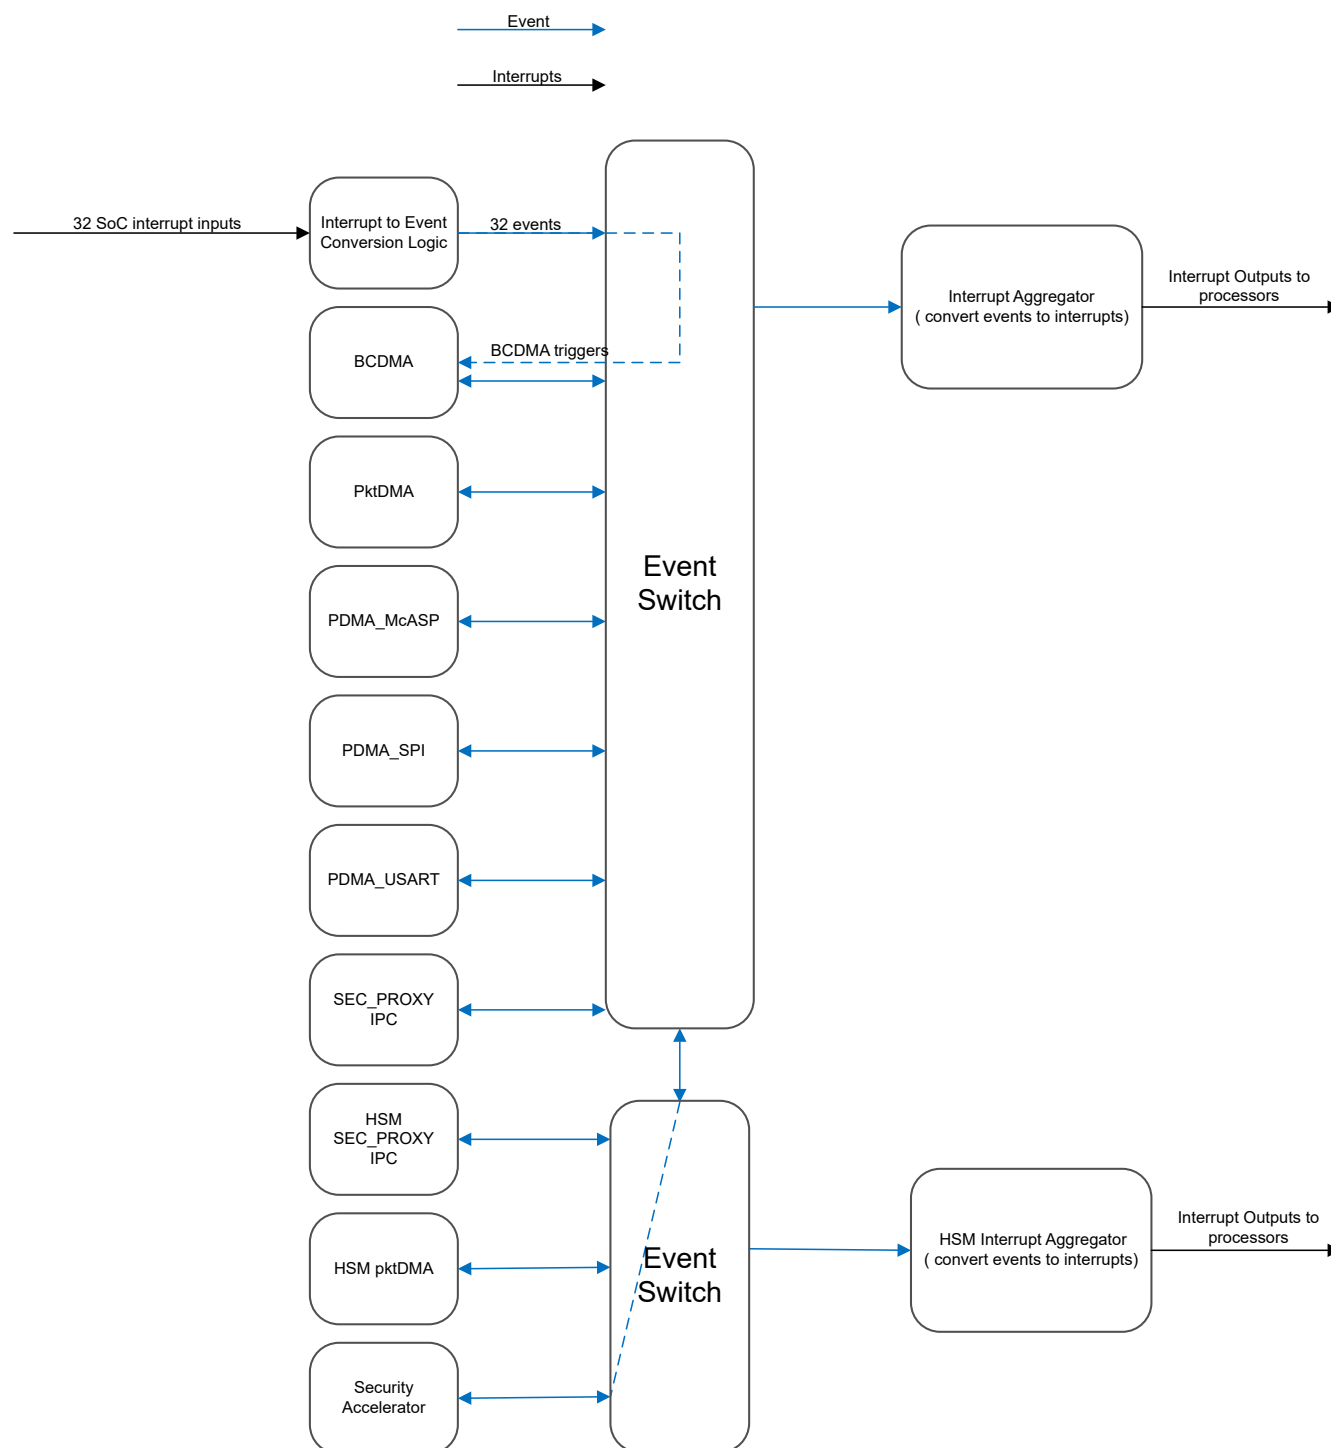 Event
Interrupts
32 SoC interrupt inputs
Interrupt to Event
Conversion Logic
32 events
BCDMA triggers
BCDMA
PktDMA
PDMA_McASP
PDMA_SPI
PDMA_USART
SEC_PROXY
IPC
Event
Switch
Interrupt Aggregator
( convert events to interrupts)
Interrupt Outputs to
processors
HSM
SEC_PROXY
IPC
HSM pktDMA
Security
Accelerator
Event
Switch
HSM Interrupt Aggregator
( convert events to interrupts)
Interrupt Outputs to
processors